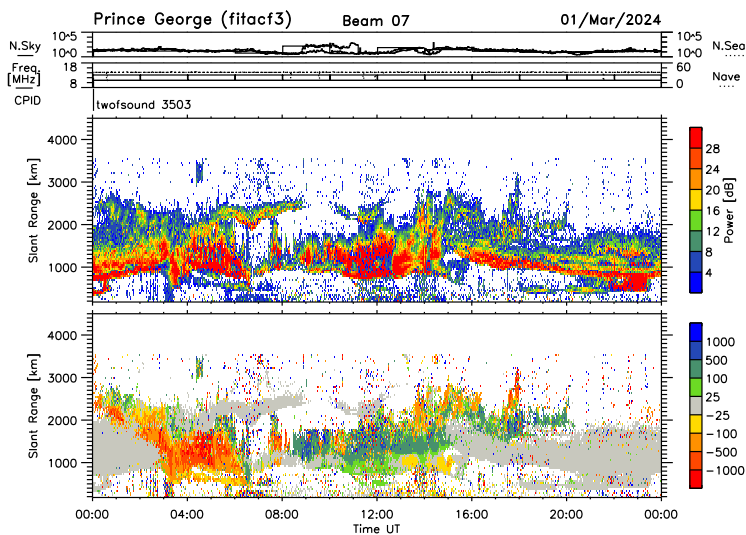 Prince George (fitacf3) Beam 07 01/Mar/2024
N.Sky 10^5 10^0 10^5 10^0 N.Sea
Freq. [MHz] 18 8 60 0 Nave
CPID twofsound 3503
Slant Range [km] 4000 3000 2000 1000
Power [dB] 28 24 20 16 12 8 4
Slant Range [km] 4000 3000 2000 1000
1000 500 100 25 -25 -100 -500 -1000
00:00 04:00 08:00 12:00 16:00 20:00 00:00
Time UT